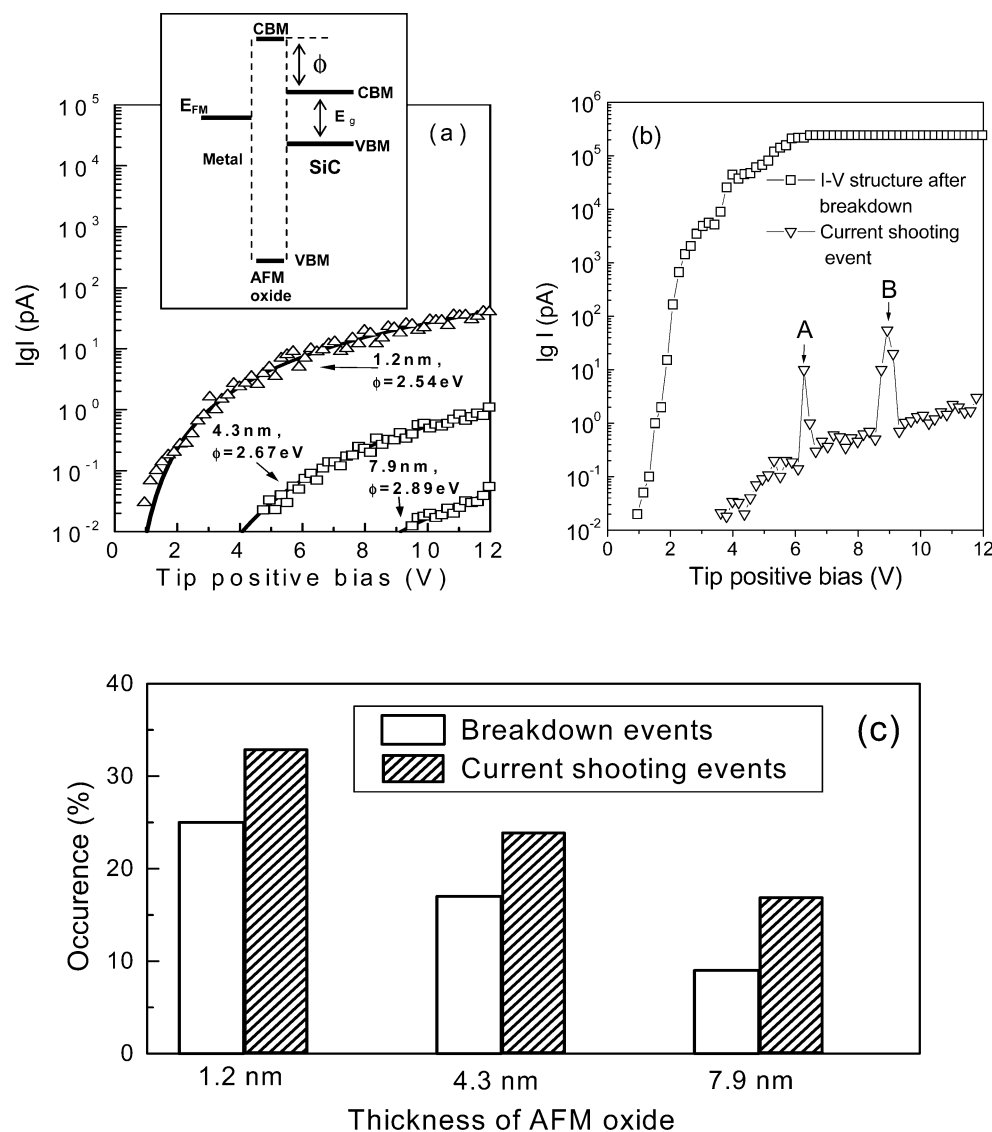 CBM
ϕ
E_FM
CBM
E_g
Metal
VBM
SiC
VBM
AFM
oxide
(a)
10^5
10^4
10^3
10^2
10^1
10^0
10^-1
10^-2
lgI (pA)
1.2nm,
ϕ=2.54eV
4.3nm,
ϕ=2.67eV
7.9nm,
ϕ=2.89eV
0 2 4 6 8 10 12
Tip positive bias (V)
(b)
10^6
10^5
10^4
10^3
10^2
10^1
10^0
10^-1
10^-2
lg I (pA)
I-V structure after
breakdown
Current shooting
event
A
B
0 2 4 6 8 10 12
Tip positive bias (V)
(c)
40
30
20
10
0
Occurence (%)
Breakdown events
Current shooting events
1.2 nm 4.3 nm 7.9 nm
Thickness of AFM oxide